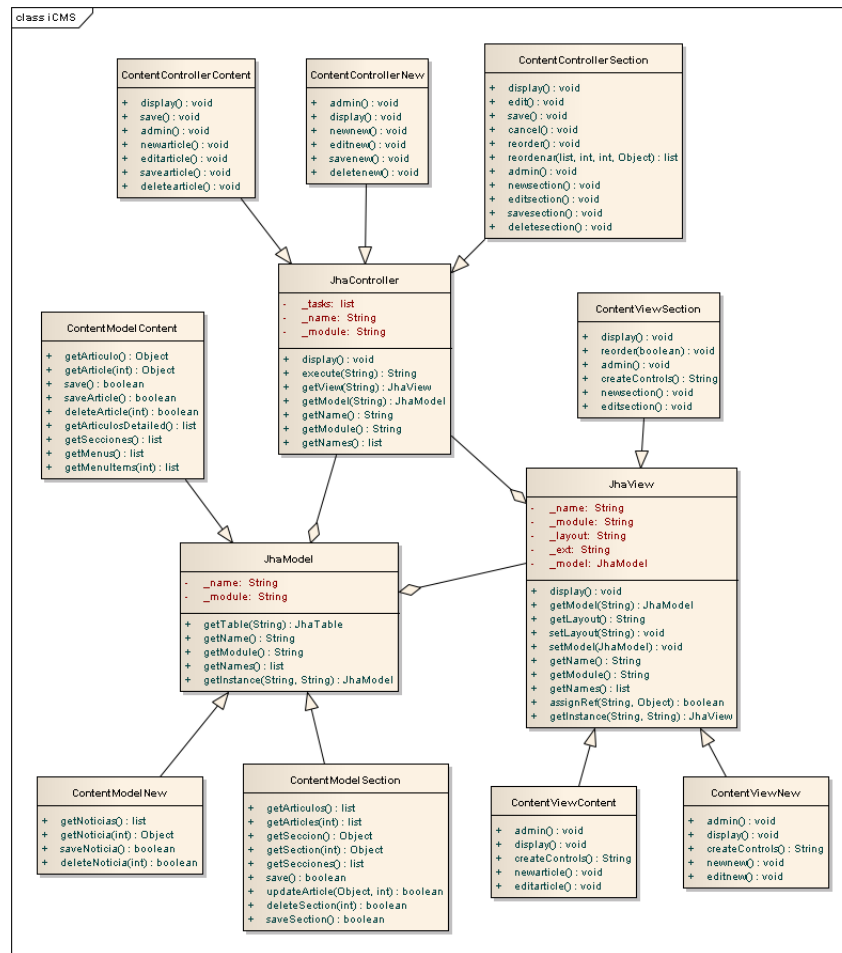 class iCMS
ContentControllerContent
+ display() : void
+ save() : void
+ admin() : void
+ newarticle() : void
+ editarticle() : void
+ savearticle() : void
+ deletearticle() : void
ContentControllerNew
+ admin() : void
+ display() : void
+ newnew() : void
+ editnew() : void
+ savenew() : void
+ deletenew() : void
ContentControllerSection
+ display() : void
+ edit() : void
+ save() : void
+ cancel() : void
+ reorder() : void
+ reordenar(list, int, int, Object) : list
+ admin() : void
+ newsection() : void
+ editsection() : void
+ savesection() : void
+ deletesection() : void
JhaController
- _tasks: list
- _name: String
- _module: String
+ display() : void
+ execute(String) : String
+ getView(String) : JhaView
+ getModel(String) : JhaModel
+ getName() : String
+ getModule() : String
+ getNames() : list
ContentModelContent
+ getArticulo() : Object
+ getArticle(int) : Object
+ save() : boolean
+ saveArticle() : boolean
+ deleteArticle(int) : boolean
+ getArticulosDetailed() : list
+ getSecciones() : list
+ getMenus() : list
+ getMenuItems(int) : list
ContentViewSection
+ display() : void
+ reorder(boolean) : void
+ admin() : void
+ createControls() : String
+ newsection() : void
+ editsection() : void
JhaView
- _name: String
- _module: String
- _layout: String
- _ext: String
- _model: JhaModel
+ display() : void
+ getModel(String) : JhaModel
+ getLayout() : String
+ setLayout(String) : void
+ setModel(JhaModel) : void
+ getName() : String
+ getModule() : String
+ getNames() : list
+ assignRef(String, Object) : boolean
+ getInstance(String, String) : JhaView
JhaModel
- _name: String
- _module: String
+ getTable(String) : JhaTable
+ getName() : String
+ getModule() : String
+ getNames() : list
+ getInstance(String, String) : JhaModel
ContentModelNew
+ getNoticias() : list
+ getNoticia(int) : Object
+ saveNoticia() : boolean
+ deleteNoticia(int) : boolean
ContentModelSection
+ getArticulos() : list
+ getArticles(int) : list
+ getSeccion() : Object
+ getSection(int) : Object
+ getSecciones() : list
+ save() : boolean
+ updateArticle(Object, int) : boolean
+ deleteSection(int) : boolean
+ saveSection() : boolean
ContentViewContent
+ admin() : void
+ display() : void
+ createControls() : String
+ newarticle() : void
+ editarticle() : void
ContentViewNew
+ admin() : void
+ display() : void
+ createControls() : String
+ newnew() : void
+ editnew() : void